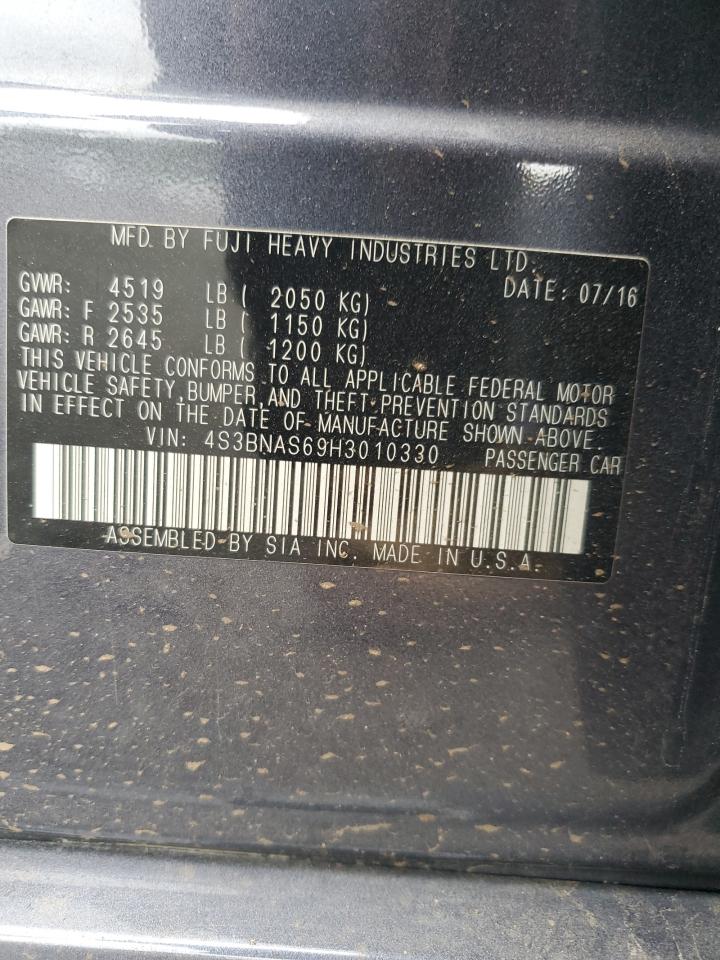 MFD. BY FUJI HEAVY INDUSTRIES LTD.
GVWR: 4519 LB ( 2050 KG) DATE: 07/16
GAWR: F 2535 LB ( 1150 KG)
GAWR: R 2645 LB ( 1200 KG)
THIS VEHICLE CONFORMS TO ALL APPLICABLE FEDERAL MOTOR
VEHICLE SAFETY, BUMPER, AND THEFT PREVENTION STANDARDS
IN EFFECT ON THE DATE OF MANUFACTURE SHOWN ABOVE.
VIN: 4S3BNAS69H3010330 PASSENGER CAR
ASSEMBLED BY SIA INC. MADE IN U.S.A.